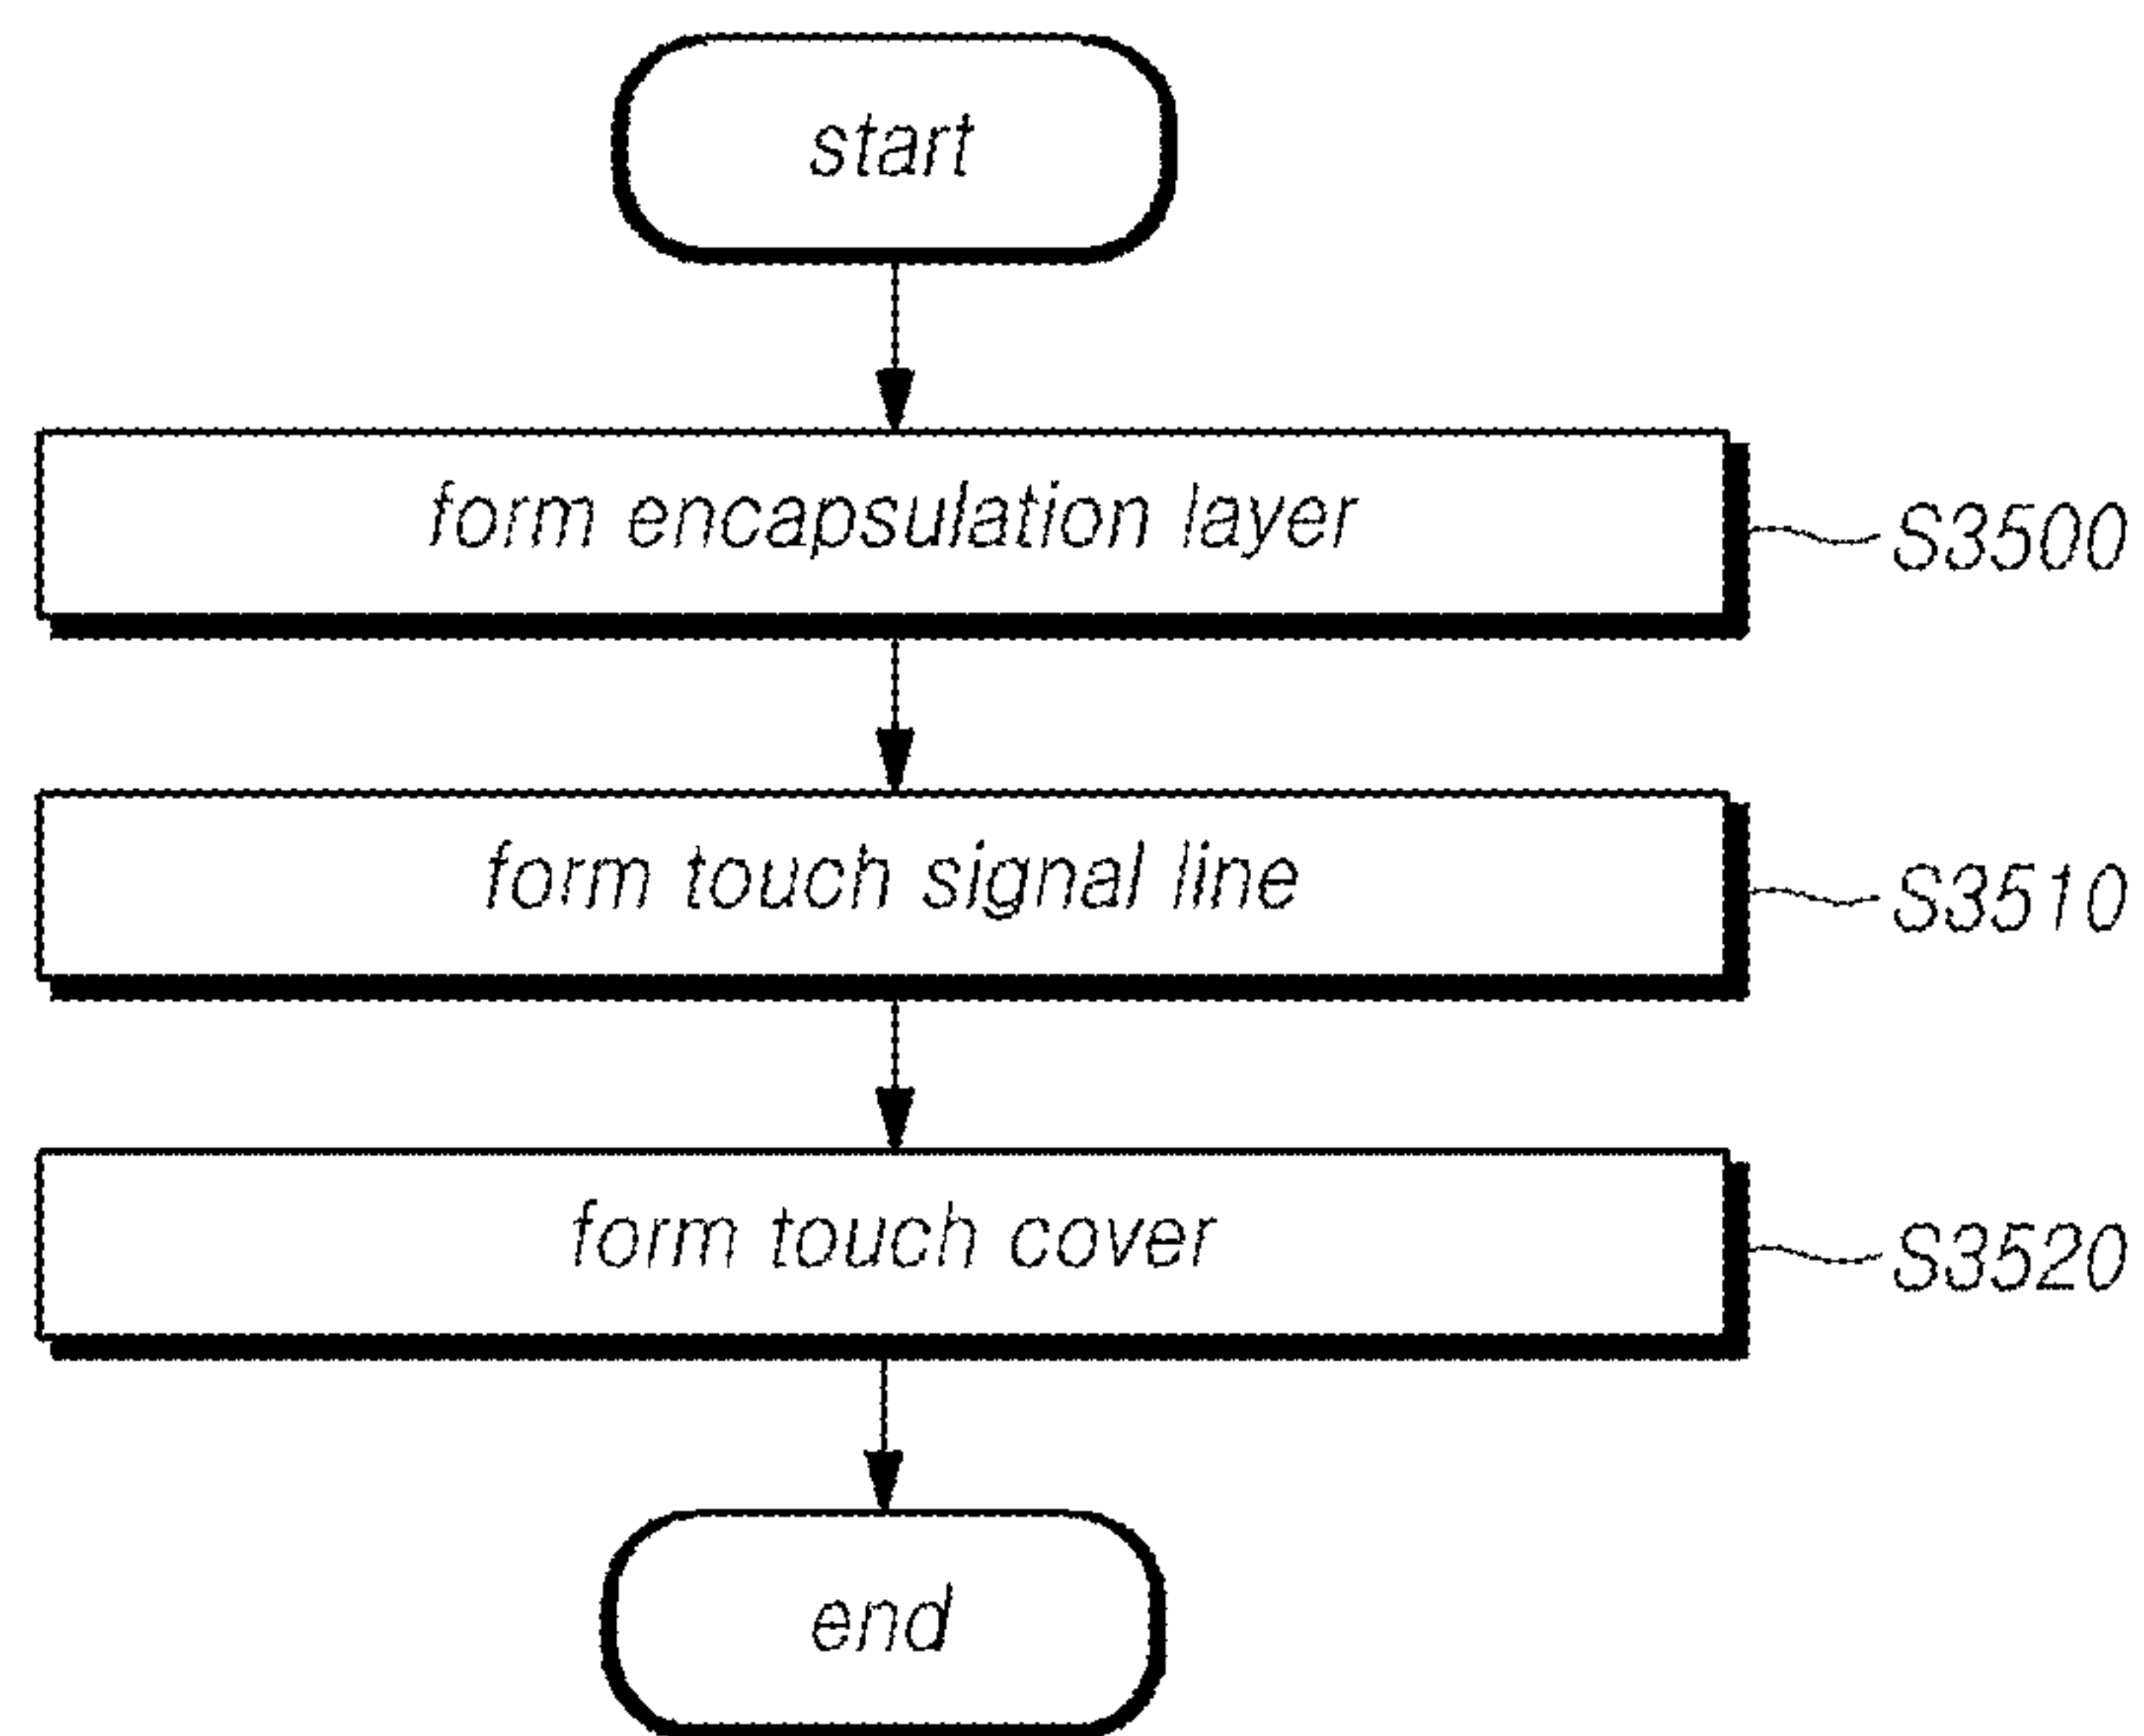 start
form encapsulation layer
S3500
form touch signal line
S3510
form touch cover
S3520
end